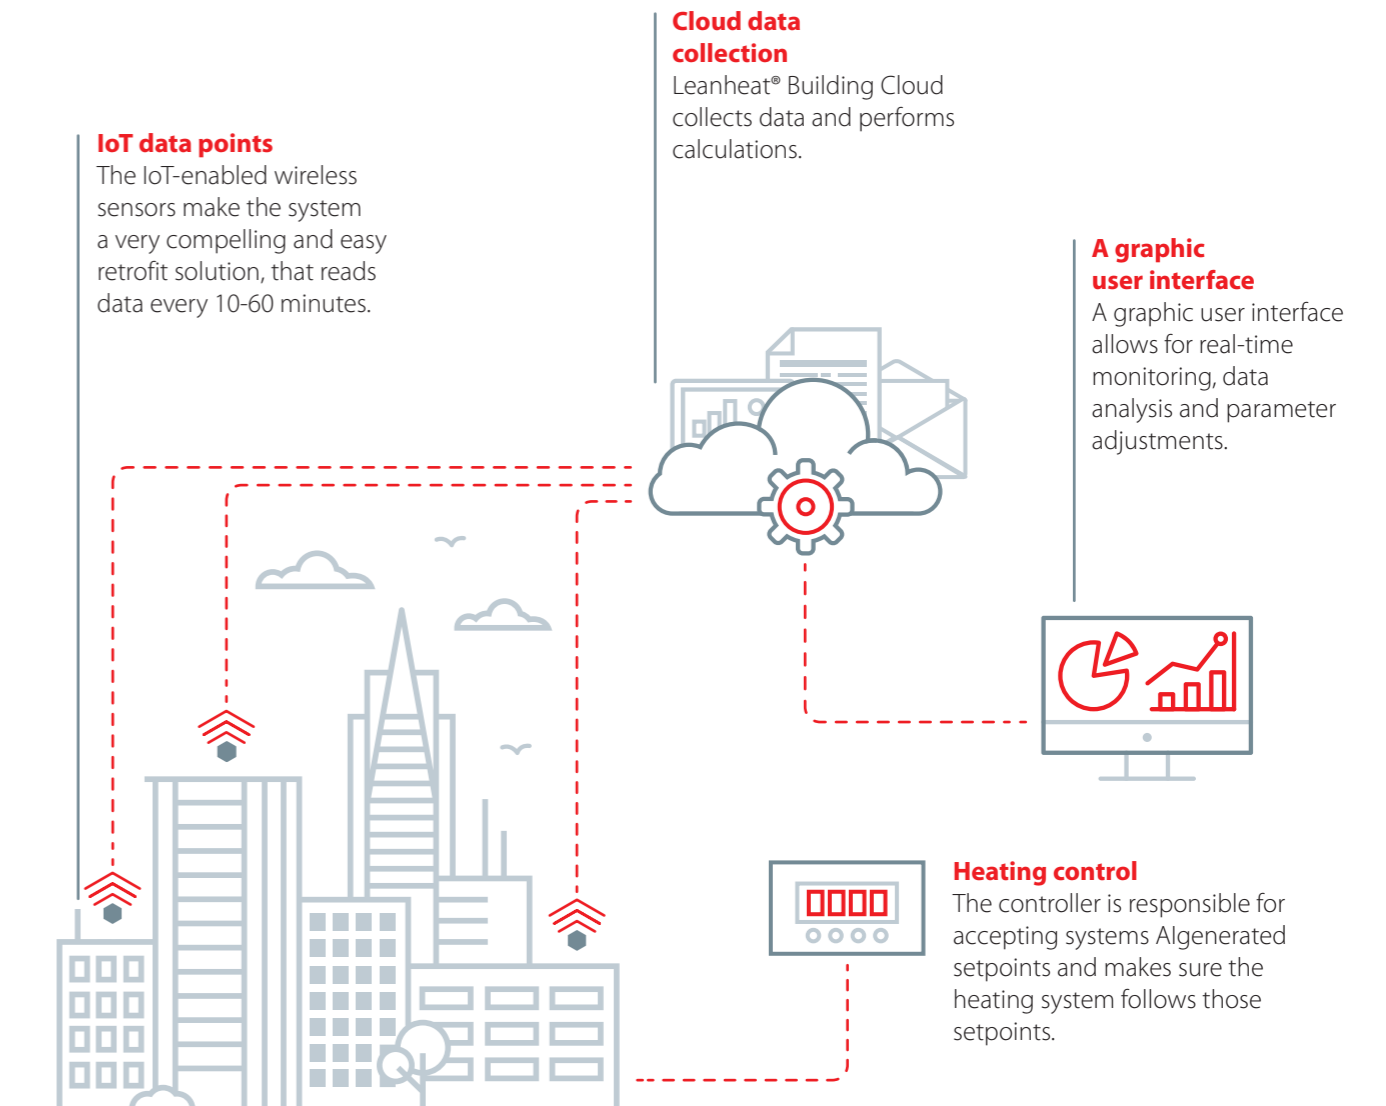 Cloud data
collection
Leanheat® Building Cloud
collects data and performs
calculations.
IoT data points
The IoT-enabled wireless
sensors make the system
a very compelling and easy
retrofit solution, that reads
data every 10-60 minutes.
A graphic
user interface
A graphic user interface
allows for real-time
monitoring, data
analysis and parameter
adjustments.
Heating control
The controller is responsible for
accepting systems Algenerated
setpoints and makes sure the
heating system follows those
setpoints.